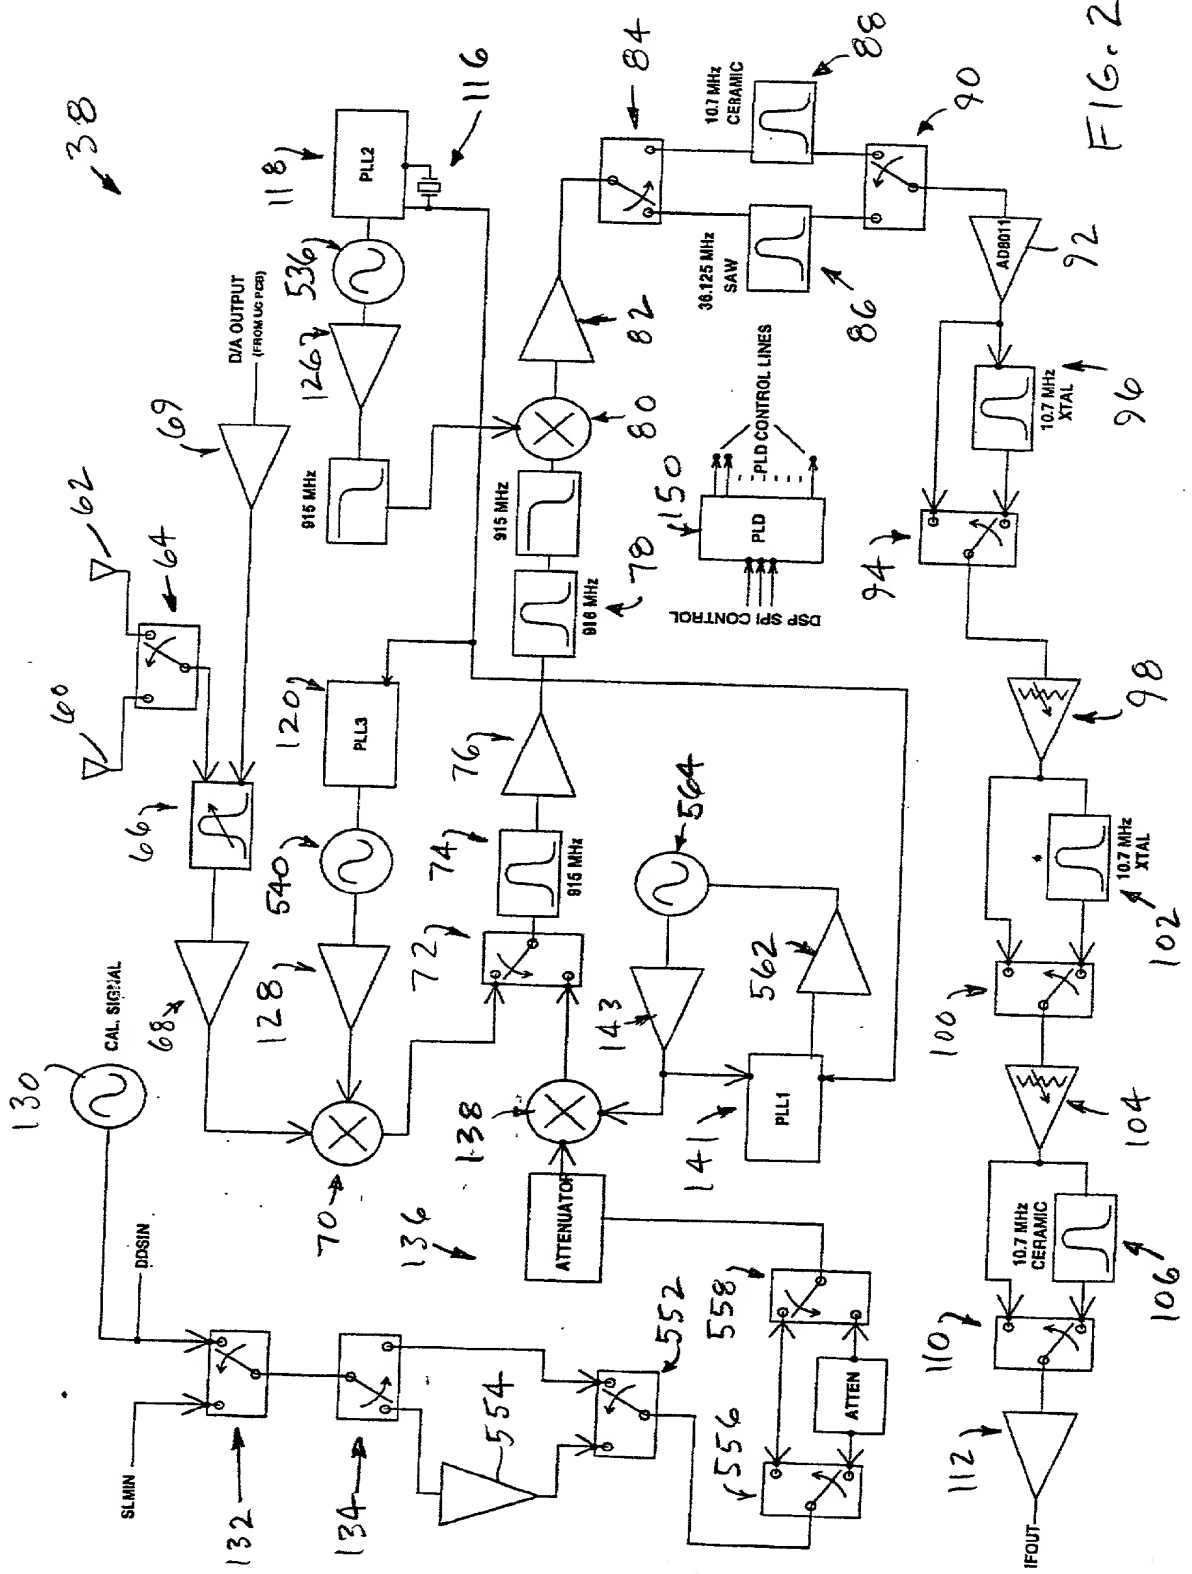 38
60
62
64
66
69
D/A OUTPUT
(FROM UC PCB)
118
PLL2
116
536
126
915 MHz
130
CAL. SIGNAL
68
128
540
120
PLL3
DDSIN
SLMIN
132
134
70
72
74
915 MHz
76
78
916 MHz
915 MHz
80
82
84
10.7 MHz
CERAMIC
88
36.125 MHz
SAW
86
90
136
138
ATTENUATOR
143
564
562
141
PLL1
150
PLD
PLD CONTROL LINES
DSP SPI CONTROL
554
552
556
558
ATTEN
AD8011
92
94
10.7 MHz
XTAL
96
98
100
*
10.7 MHz
XTAL
102
104
10.7 MHz
CERAMIC
106
110
112
IFOUT
FIG. 2